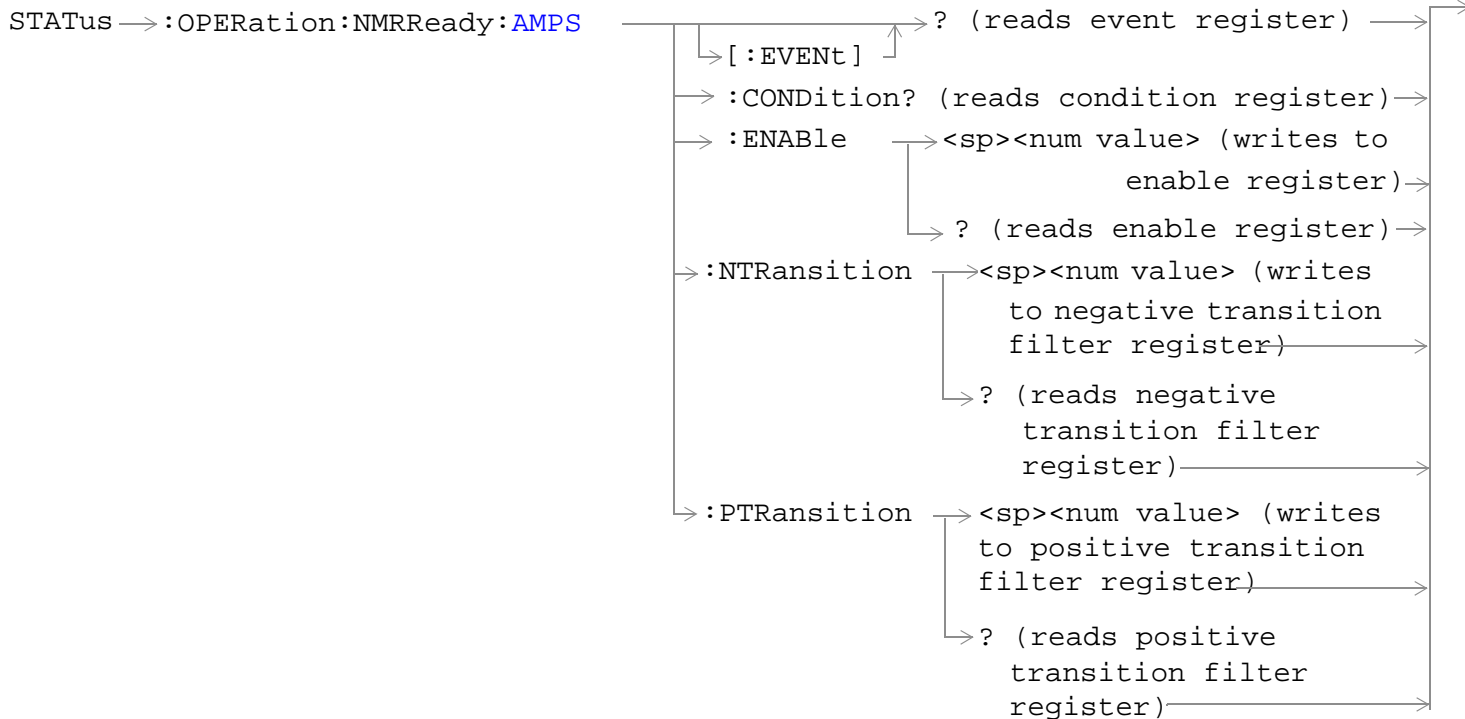 STATus :OPERation:NMRReady:AMPS ? (reads event register)
[:EVENt]
:CONDition? (reads condition register)
:ENABle <sp><num value> (writes to
enable register)
? (reads enable register)
:NTRansition <sp><num value> (writes
to negative transition
filter register)
? (reads negative
transition filter
register)
:PTRansition <sp><num value> (writes
to positive transition
filter register)
? (reads positive
transition filter
register)